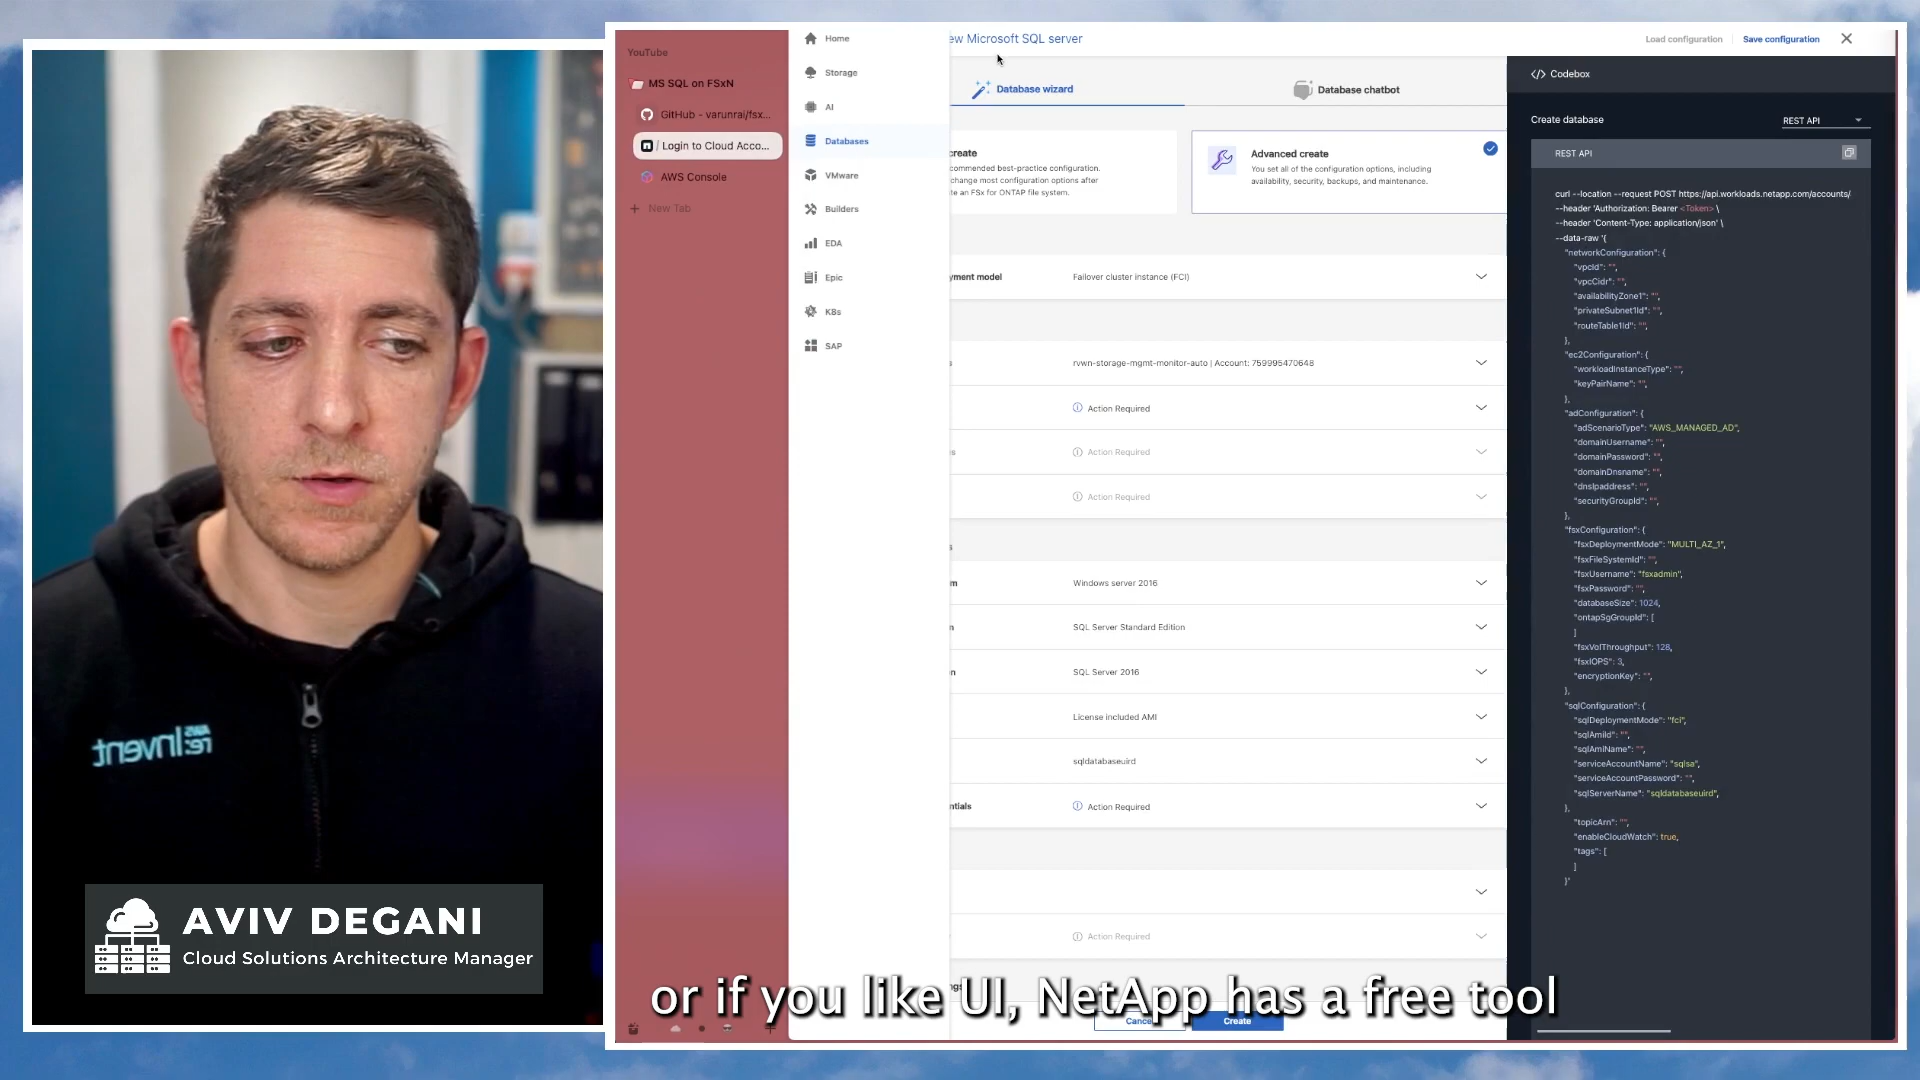 AWS
re:Invent
AVIV DEGANI
Cloud Solutions Architecture Manager
YouTube
MS SQL on FSxN
GitHub - varunrai/fsx...
/ Login to Cloud Acco...
AWS Console
New Tab
Home
Storage
AI
Databases
VMware
Builders
EDA
Epic
K8s
SAP
ew Microsoft SQL server
Load configuration
Save configuration
Database wizard
Database chatbot
create
commended best-practice configuration.
change most configuration options after
te an FSx for ONTAP file system.
Advanced create
You set all of the configuration options, including
availability, security, backups, and maintenance.
yment model
Failover cluster instance (FCI)
s
rvwn-storage-mgmt-monitor-auto | Account: 759995470648
Action Required
s
Action Required
Action Required
s
m
Windows server 2016
n
SQL Server Standard Edition
n
SQL Server 2016
License included AMI
sqldatabaseuird
ntials
Action Required
Action Required
ngs
Cancel
Create
</> Codebox
Create database
REST API
REST API
curl --location --request POST https://api.workloads.netapp.com/accounts/
--header 'Authorization: Bearer <Token>' \
--header 'Content-Type: application/json' \
--data-raw '{
"networkConfiguration": {
"vpcId": "",
"vpcCidr": "",
"availabilityZone1": "",
"privateSubnet1Id": "",
"routeTable1Id": "",
},
"ec2Configuration": {
"workloadInstanceType": "",
"keyPairName": "",
},
"adConfiguration": {
"adScenarioType": "AWS_MANAGED_AD",
"domainUsername": "",
"domainPassword": "",
"domainDnsname": "",
"dnsIpaddress": "",
"securityGroupId": "",
},
"fsxConfiguration": {
"fsxDeploymentMode": "MULTI_AZ_1",
"fsxFileSystemId": "",
"fsxUsername": "fsxadmin",
"fsxPassword": "",
"databaseSize": 1024,
"ontapSgGroupId": [
]
"fsxVolThroughput": 128,
"fsxIOPS": 3,
"encryptionKey": "",
},
"sqlConfiguration": {
"sqlDeploymentMode": "fci",
"sqlAmiId": "",
"sqlAmiName": "",
"serviceAccountName": "sqlsa",
"serviceAccountPassword": "",
"sqlServerName": "sqldatabaseuird",
},
"topicArn": "",
"enableCloudWatch": true,
"tags": [
]
}'
or if you like UI, NetApp has a free tool